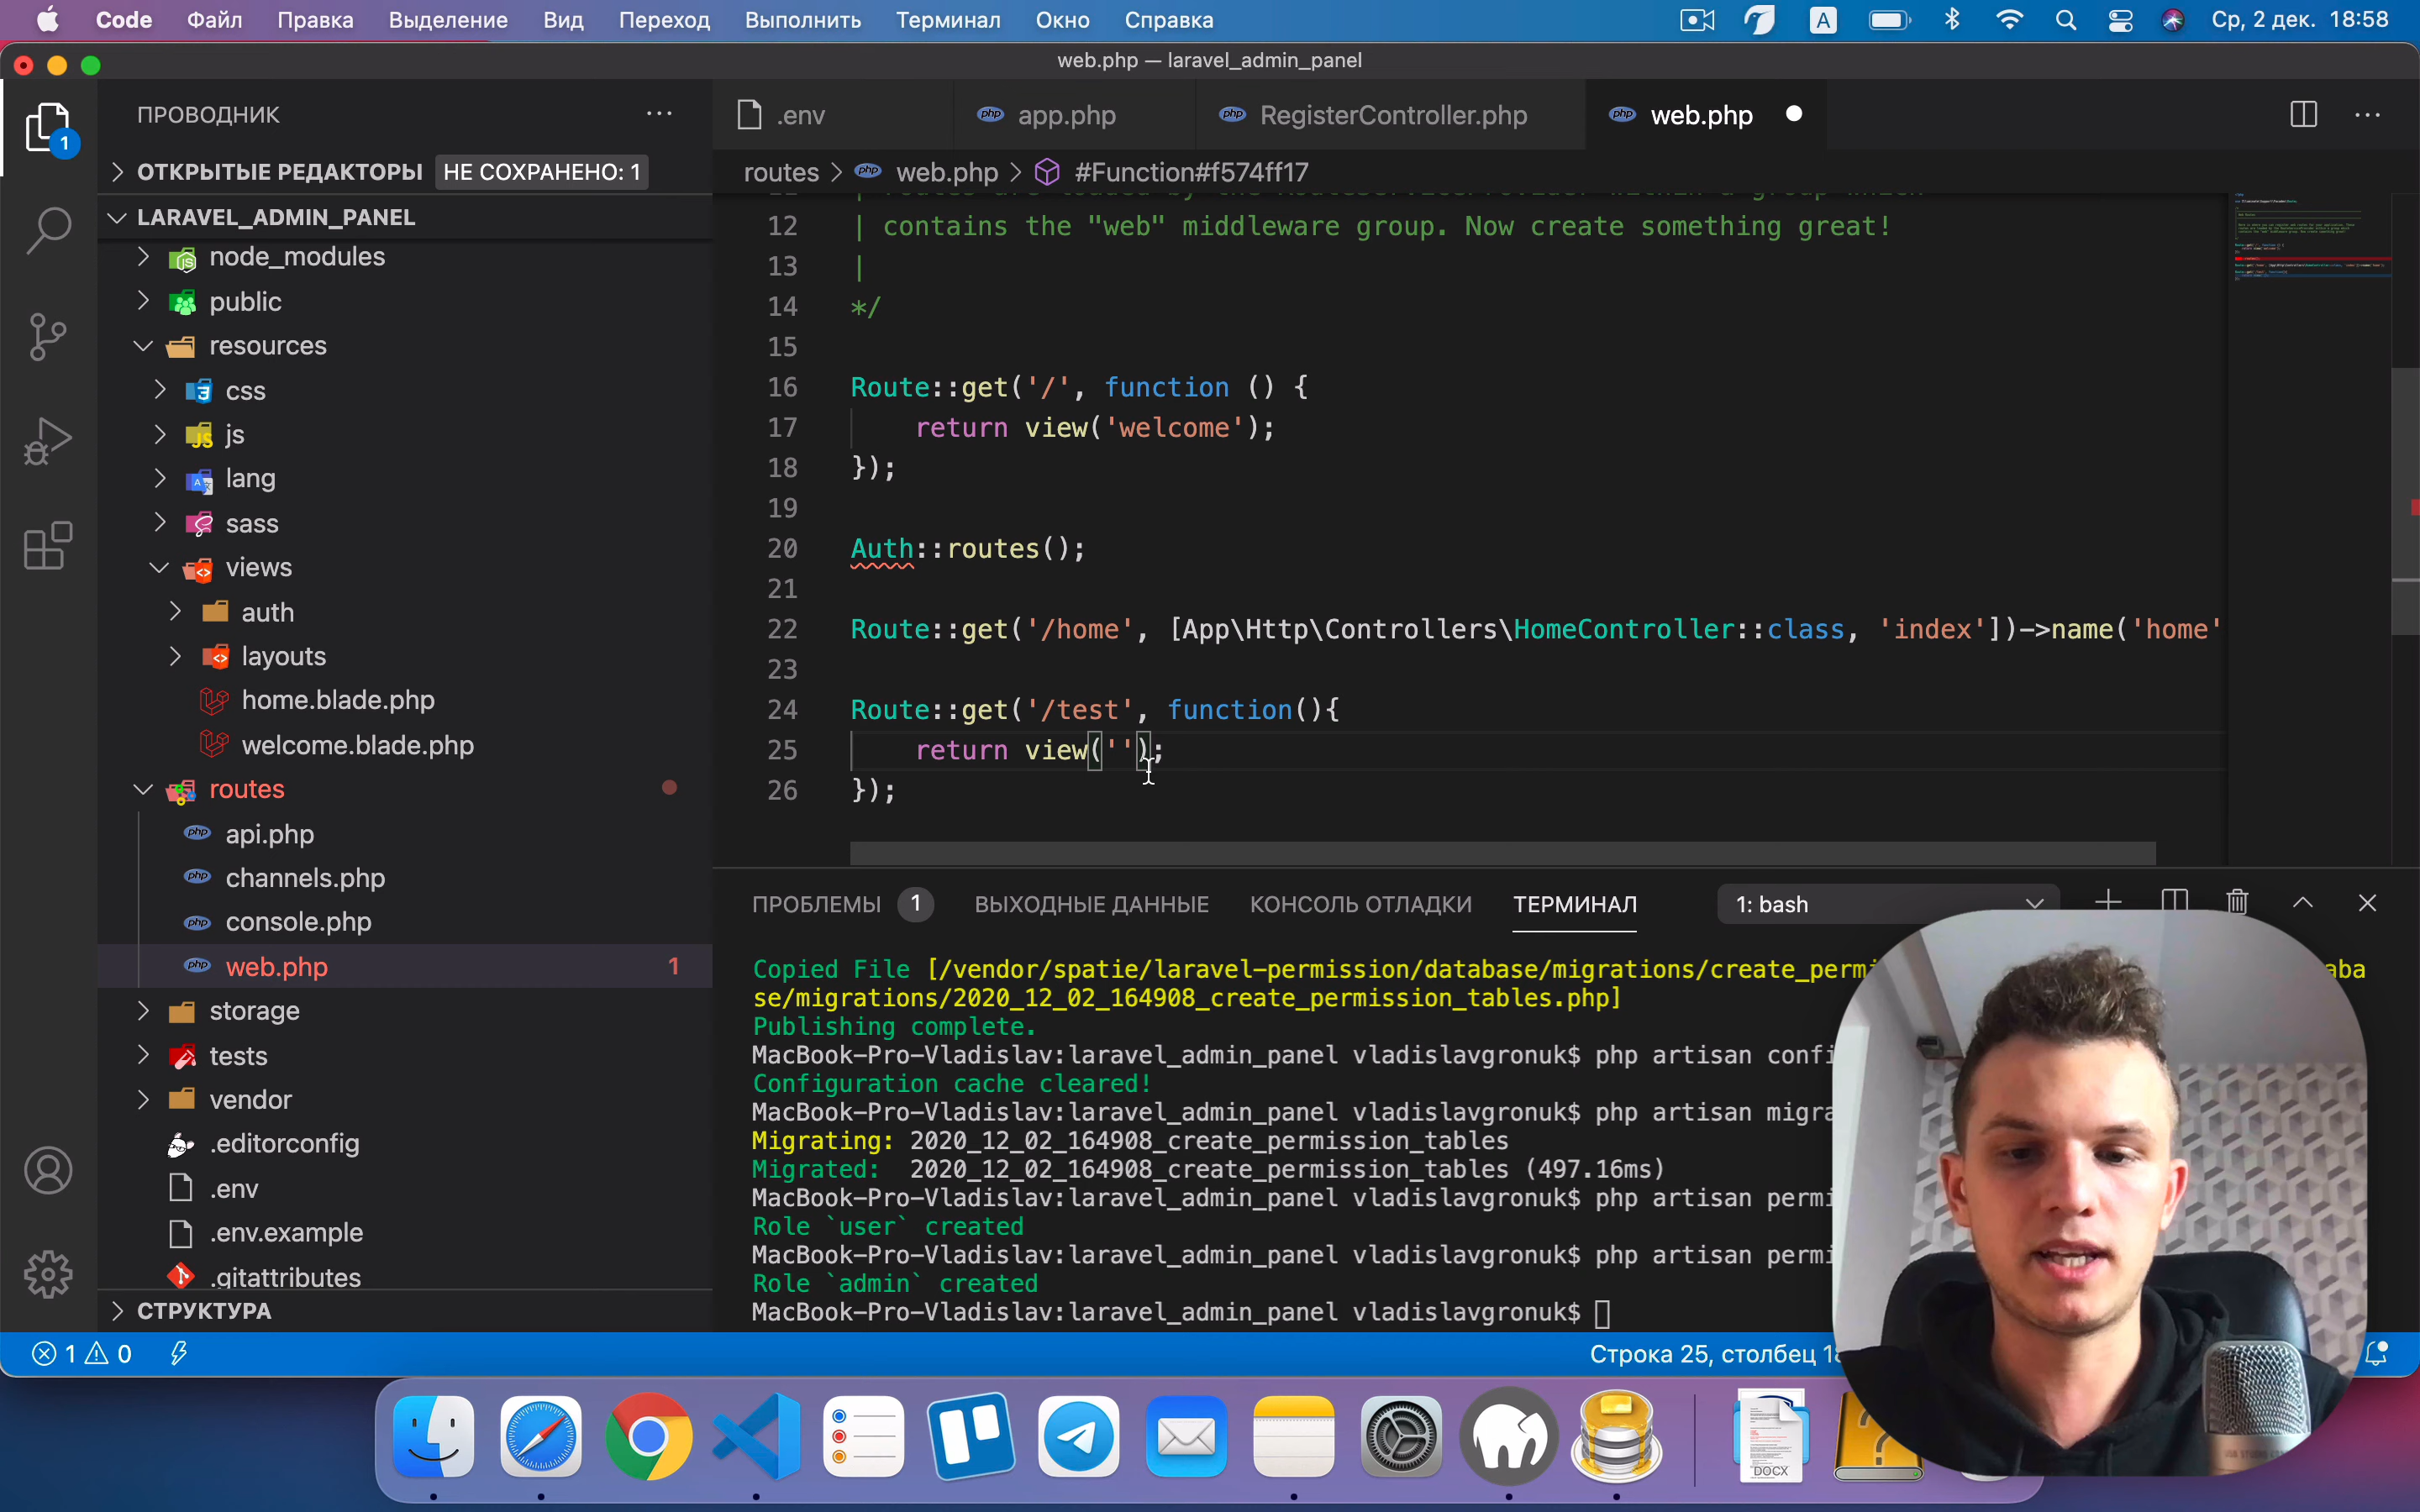 Code Файл Правка Выделение Вид Переход Выполнить Терминал Окно Справка A Ср, 2 дек. 18:58
web.php — laravel_admin_panel
ПРОВОДНИК
.env app.php RegisterController.php web.php
ОТКРЫТЫЕ РЕДАКТОРЫ НЕ СОХРАНЕНО: 1
routes > web.php > #Function#f574ff17
LARAVEL_ADMIN_PANEL
node_modules
public
resources
css
js
lang
sass
views
auth
layouts
home.blade.php
welcome.blade.php
routes
api.php
channels.php
console.php
web.php 1
storage
tests
vendor
.editorconfig
.env
.env.example
.gitattributes
СТРУКТУРА
12 | contains the "web" middleware group. Now create something great!
13 |
14 */
15
16 Route::get('/', function () {
17 return view('welcome');
18 });
19
20 Auth::routes();
21
22 Route::get('/home', [App\Http\Controllers\HomeController::class, 'index'])->name('home'
23
24 Route::get('/test', function(){
25 return view('');
26 });
ПРОБЛЕМЫ 1 ВЫХОДНЫЕ ДАННЫЕ КОНСОЛЬ ОТЛАДКИ ТЕРМИНАЛ 1: bash
Copied File [/vendor/spatie/laravel-permission/database/migrations/create_permi aba
se/migrations/2020_12_02_164908_create_permission_tables.php]
Publishing complete.
MacBook-Pro-Vladislav:laravel_admin_panel vladislavgronuk$ php artisan confi
Configuration cache cleared!
MacBook-Pro-Vladislav:laravel_admin_panel vladislavgronuk$ php artisan migra
Migrating: 2020_12_02_164908_create_permission_tables
Migrated: 2020_12_02_164908_create_permission_tables (497.16ms)
MacBook-Pro-Vladislav:laravel_admin_panel vladislavgronuk$ php artisan permi
Role `user` created
MacBook-Pro-Vladislav:laravel_admin_panel vladislavgronuk$ php artisan permi
Role `admin` created
MacBook-Pro-Vladislav:laravel_admin_panel vladislavgronuk$
1 0 Строка 25, столбец
DOCX